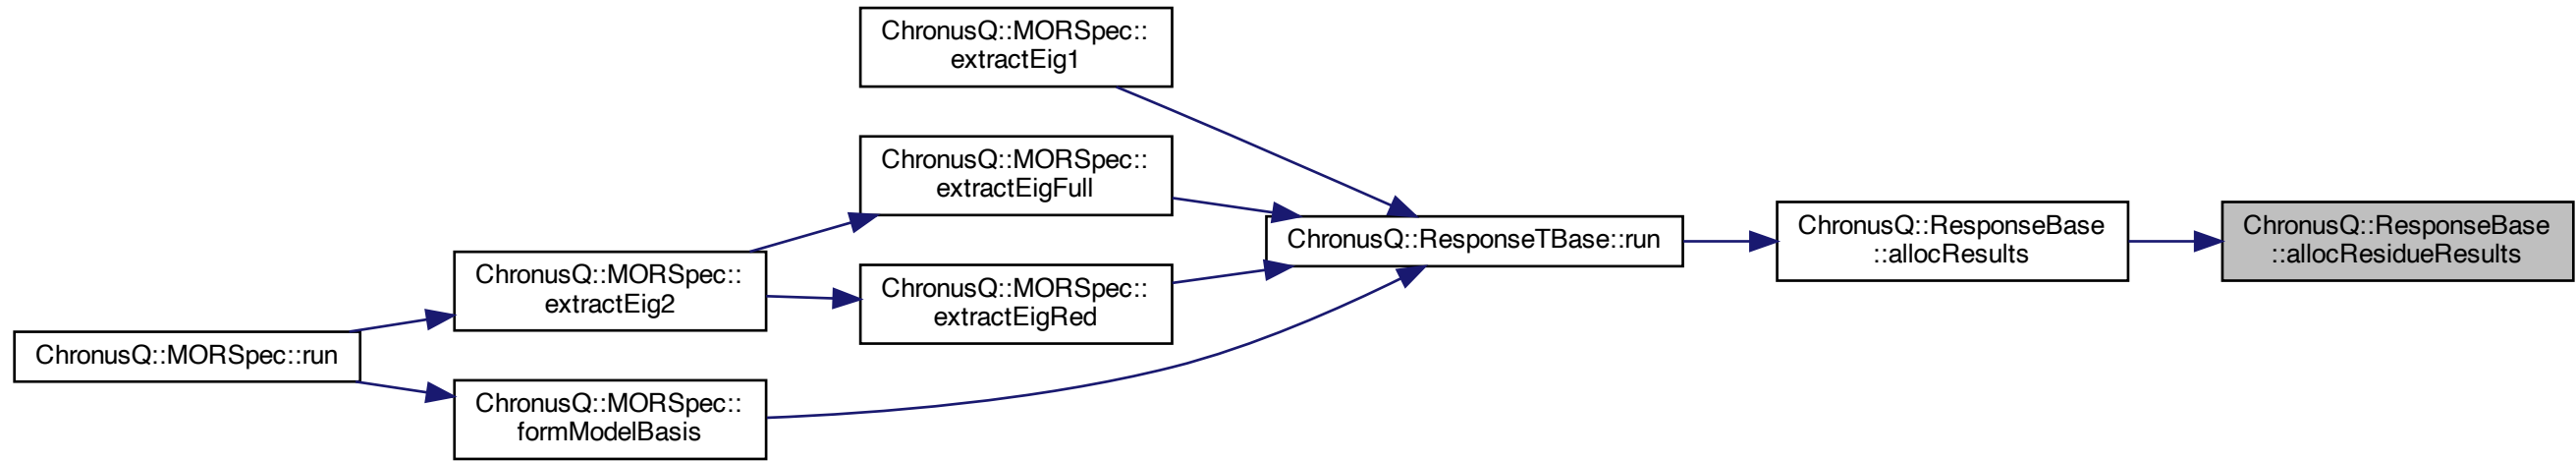 ChronusQ::MORSpec::
extractEig1
ChronusQ::MORSpec::
extractEigFull
ChronusQ::ResponseTBase::run
ChronusQ::ResponseBase
::allocResults
ChronusQ::ResponseBase
::allocResidueResults
ChronusQ::MORSpec::
extractEig2
ChronusQ::MORSpec::
extractEigRed
ChronusQ::MORSpec::run
ChronusQ::MORSpec::
formModelBasis